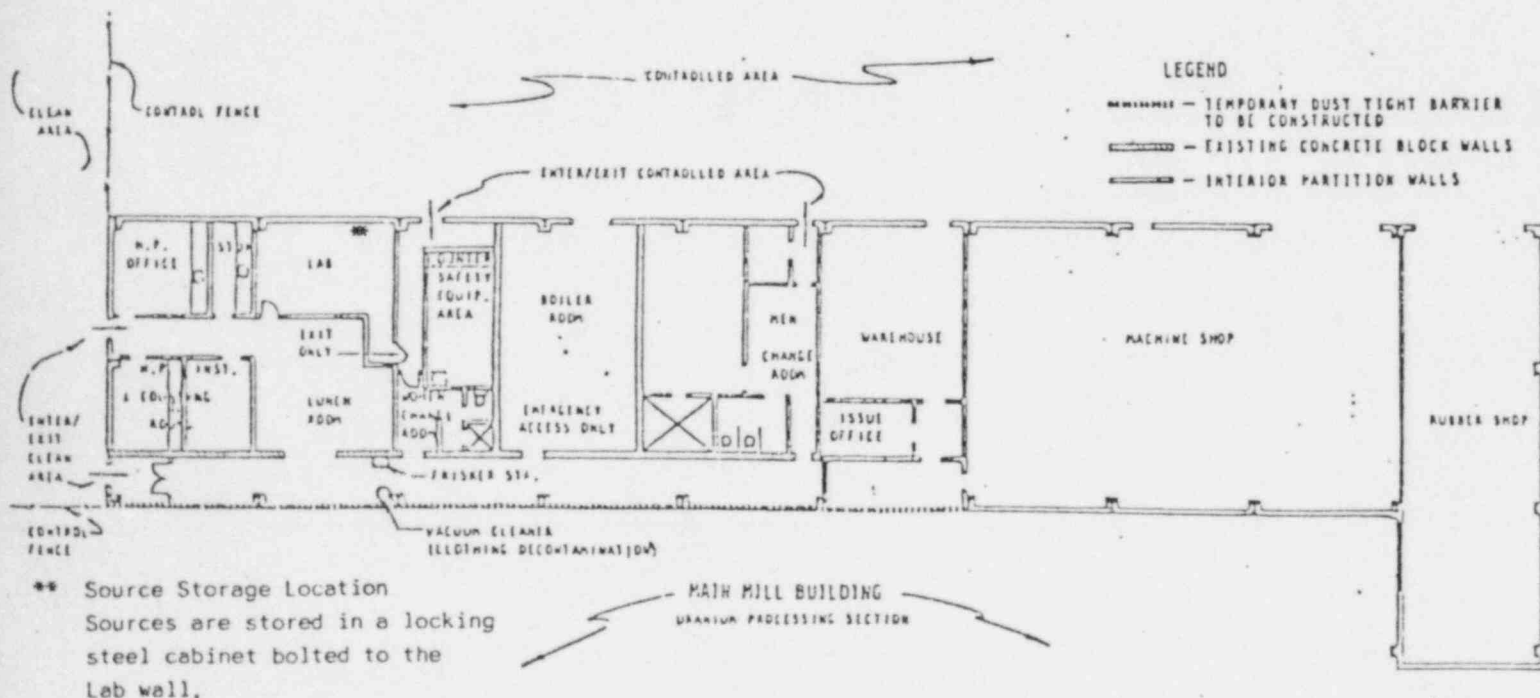 CONTROLLED AREA
CLEAN
AREA
CONTROL FENCE
LEGEND
— TEMPORARY DUST TIGHT BARRIER
TO BE CONSTRUCTED
— EXISTING CONCRETE BLOCK WALLS
— INTERIOR PARTITION WALLS
ENTER/EXIT CONTROLLED AREA
H.P.
OFFICE
LAB
**
SAFETY
EQUIP.
AREA
BOILER
ROOM
MEN
CHANGE
ROOM
WAREHOUSE
MACHINE SHOP
EXIT
ONLY
H.P. INST.
LUNCH
ROOM
CHANGE
EMERGENCY
ACCESS ONLY
ISSUE
OFFICE
RUBBER SHOP
ENTER/
EXIT
CLEAN
AREA
FRISKER STA.
CONTROL
FENCE
VACUUM CLEANER
(CLOTHING DECONTAMINATION)
MAIN MILL BUILDING
URANIUM PROCESSING SECTION
** Source Storage Location
Sources are stored in a locking
steel cabinet bolted to the
Lab wall.